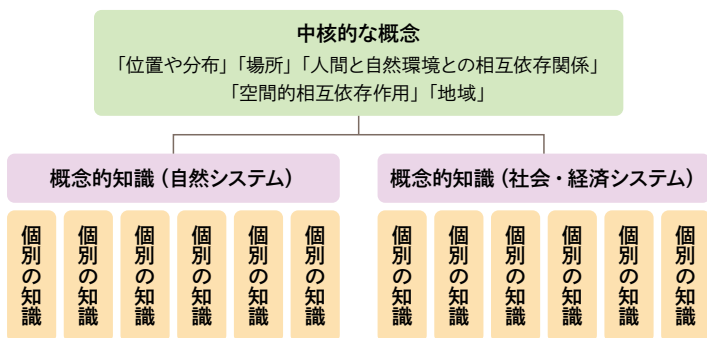 中核的な概念
「位置や分布」「場所」「人間と自然環境との相互依存関係」
「空間的相互依存作用」「地域」
概念的知識（自然システム）
概念的知識（社会・経済システム）
個別の知識
個別の知識
個別の知識
個別の知識
個別の知識
個別の知識
個別の知識
個別の知識
個別の知識
個別の知識
個別の知識
個別の知識